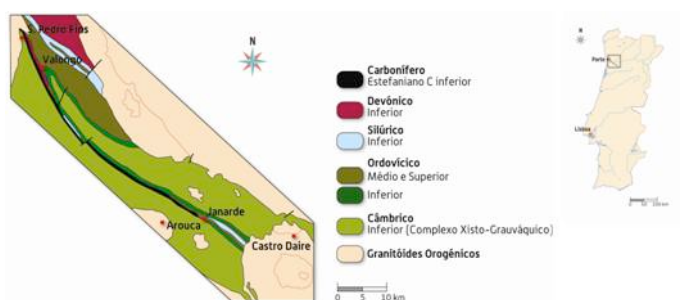 S. Pedro Fins
Valongo
Janarde
Arouca
Castro Daire
N
Carbonífero
Estefaniano C inferior
Devónico
Inferior
Silúrico
Inferior
Ordovícico
Médio e Superior
Inferior
Câmbrico
Inferior (Complexo Xisto-Grauváquico)
Granitóides Orogénicos
0 5 10 km
N
Porto
Lisboa